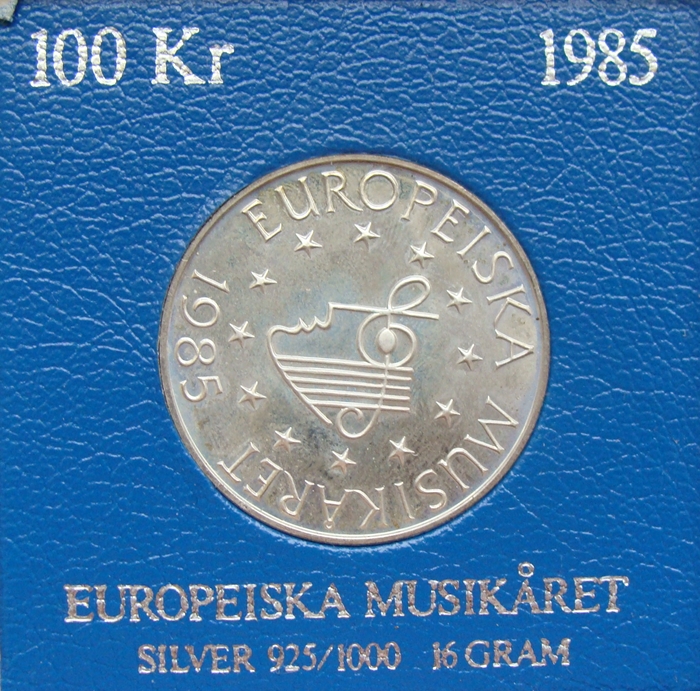 100 Kr 1985
EUROPEISKA MUSIKÅRET 1985
EUROPEISKA MUSIKÅRET
SILVER 925/1000 16 GRAM